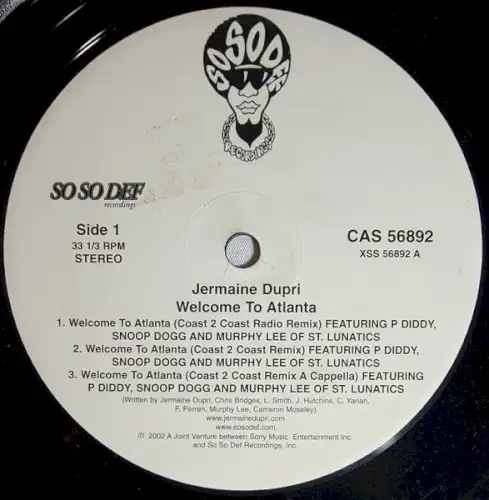 SO SO DEF
RECORDINGS
SO SO DEF
recordings
Side 1
33 1/3 RPM
STEREO
CAS 56892
XSS 56892 A
Jermaine Dupri
Welcome To Atlanta
1. Welcome To Atlanta (Coast 2 Coast Radio Remix) FEATURING P DIDDY,
SNOOP DOGG AND MURPHY LEE OF ST. LUNATICS
2. Welcome To Atlanta (Coast 2 Coast Remix) FEATURING P DIDDY,
SNOOP DOGG AND MURPHY LEE OF ST. LUNATICS
3. Welcome To Atlanta (Coast 2 Coast Remix A Cappella) FEATURING
P DIDDY, SNOOP DOGG AND MURPHY LEE OF ST. LUNATICS
(Written by Jermaine Dupri, Chris Bridges, L. Smith, J. Hutchins, C. Yarian,
F. Perren, Murphy Lee, Cameron Moseley)
www.jermainedupri.com
www.sosodef.com
℗ 2002 A Joint Venture between Sony Music Entertainment Inc.
and So So Def Recordings, Inc.